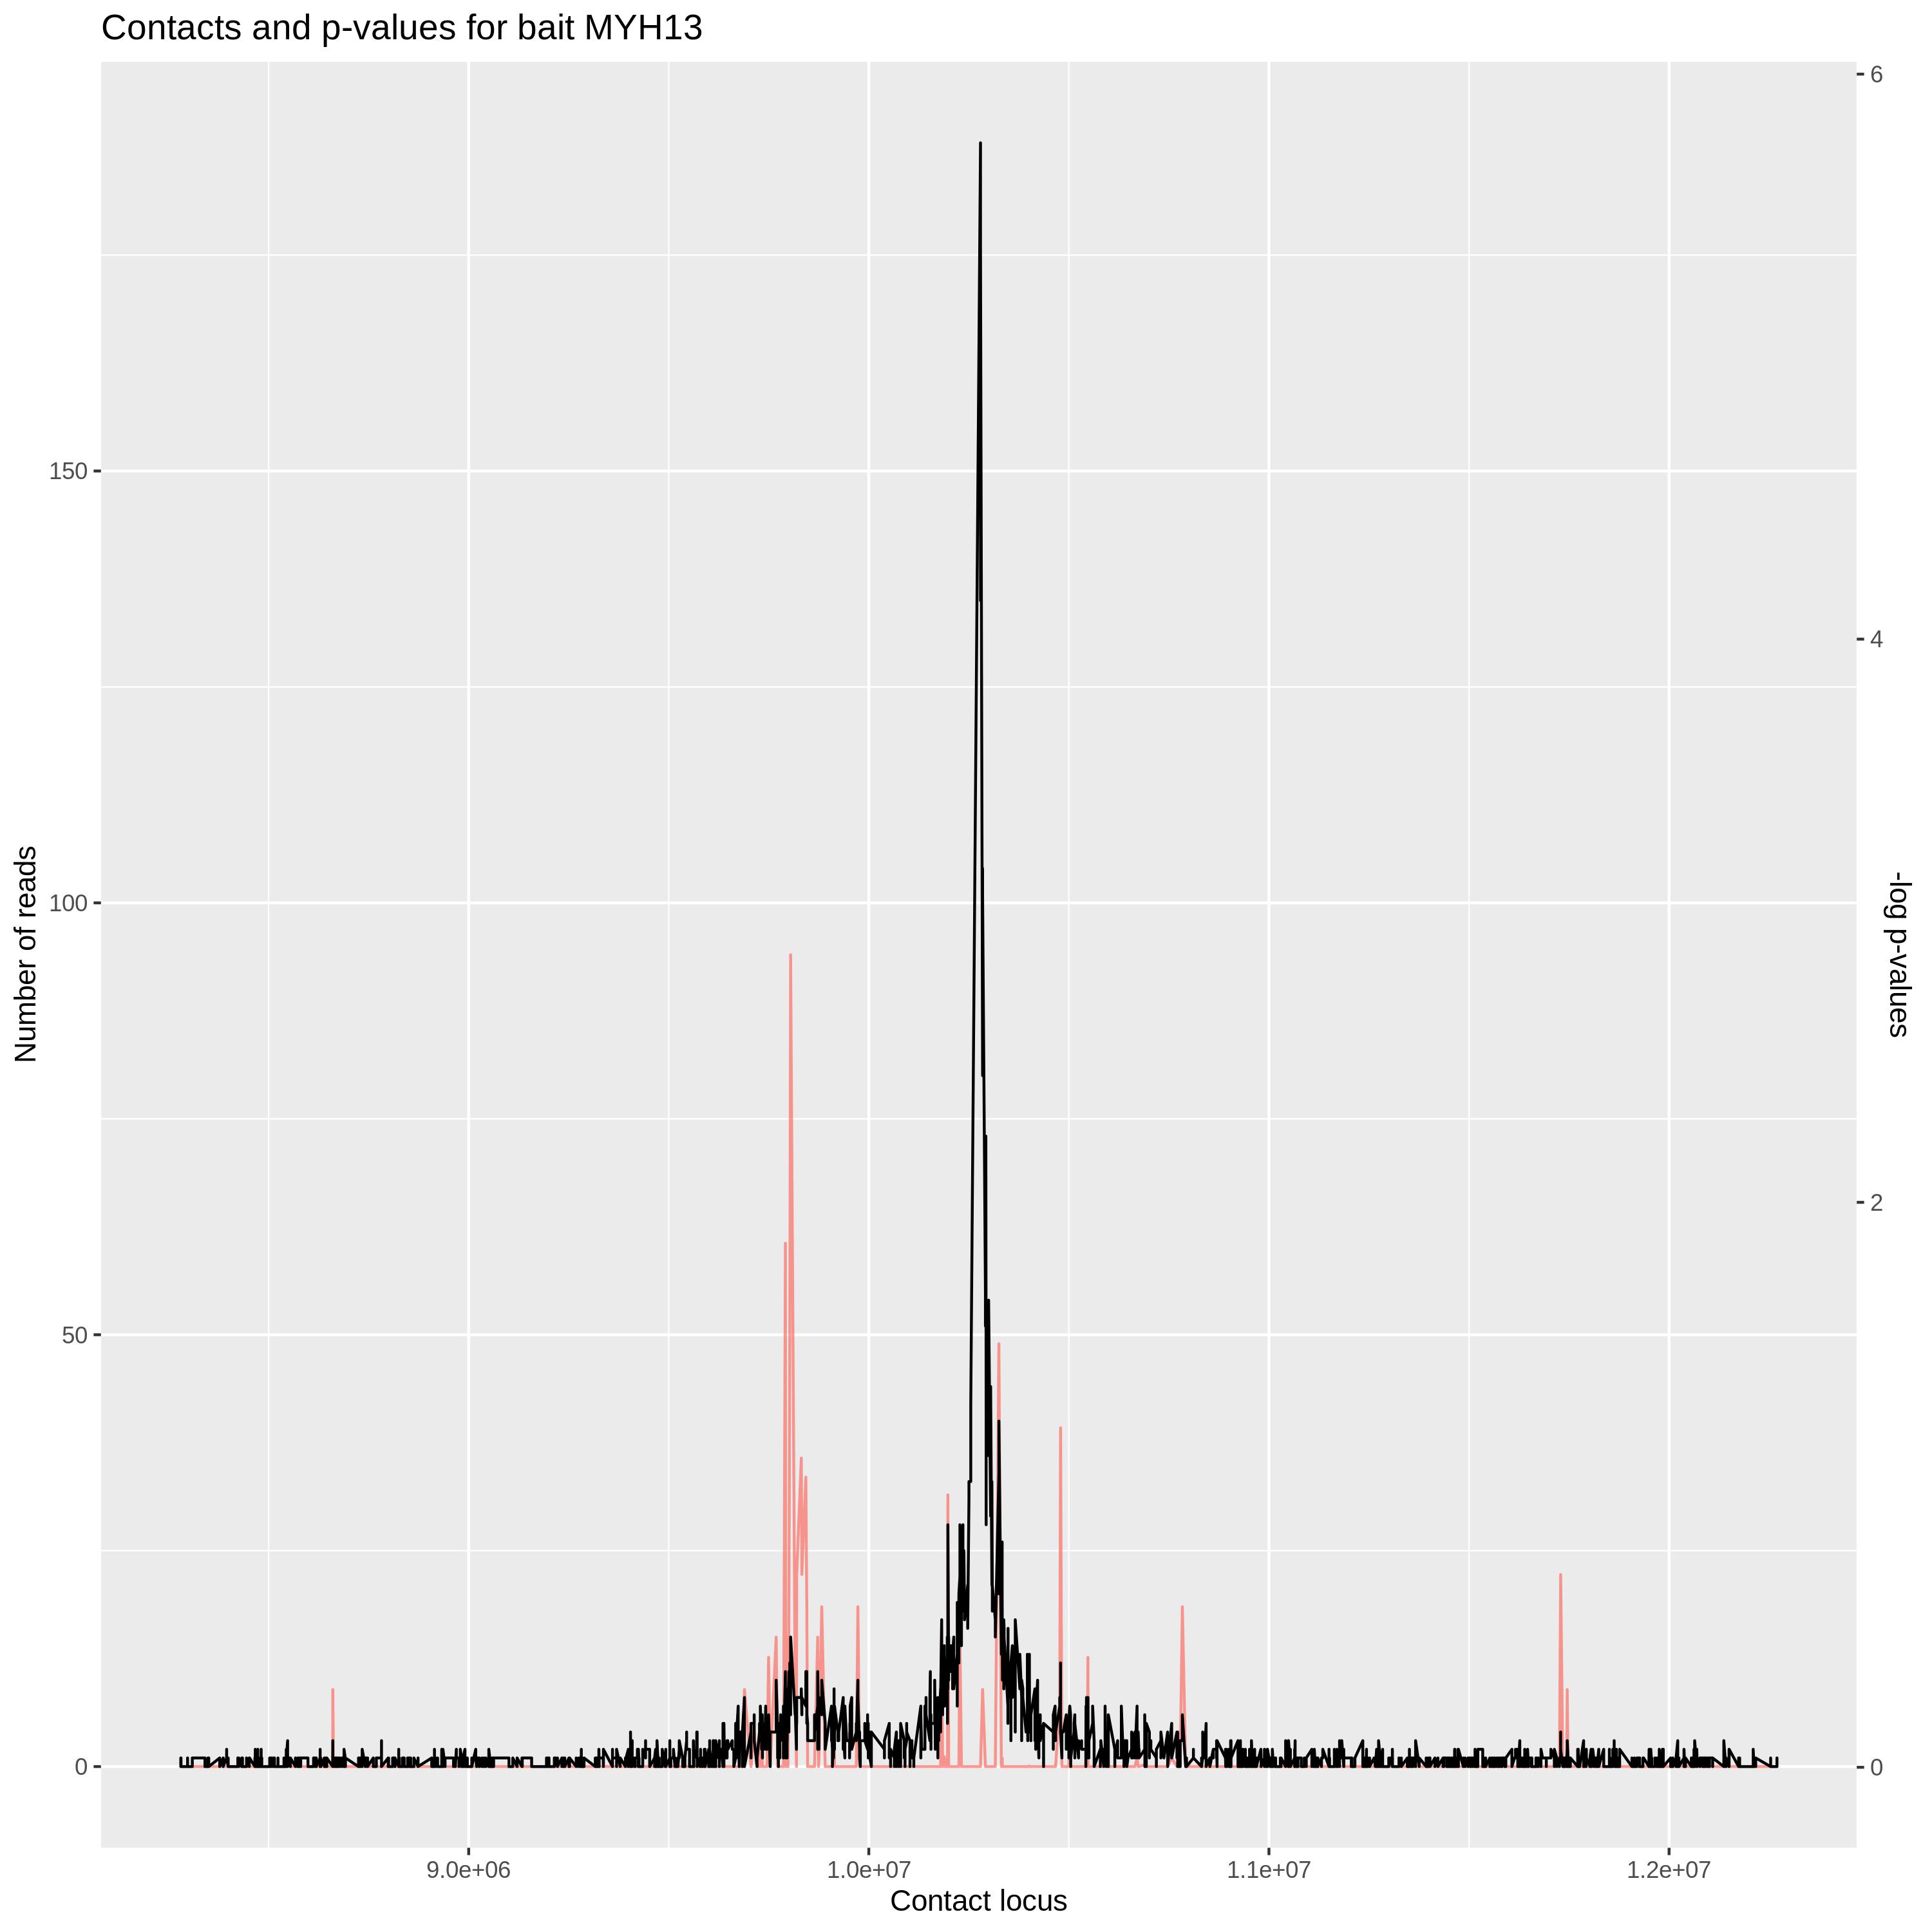 Contacts and p-values for bait MYH13
6
150
4
100
Number of reads
-log p-values
2
50
0
0
9.0e+06
1.0e+07
1.1e+07
1.2e+07
Contact locus